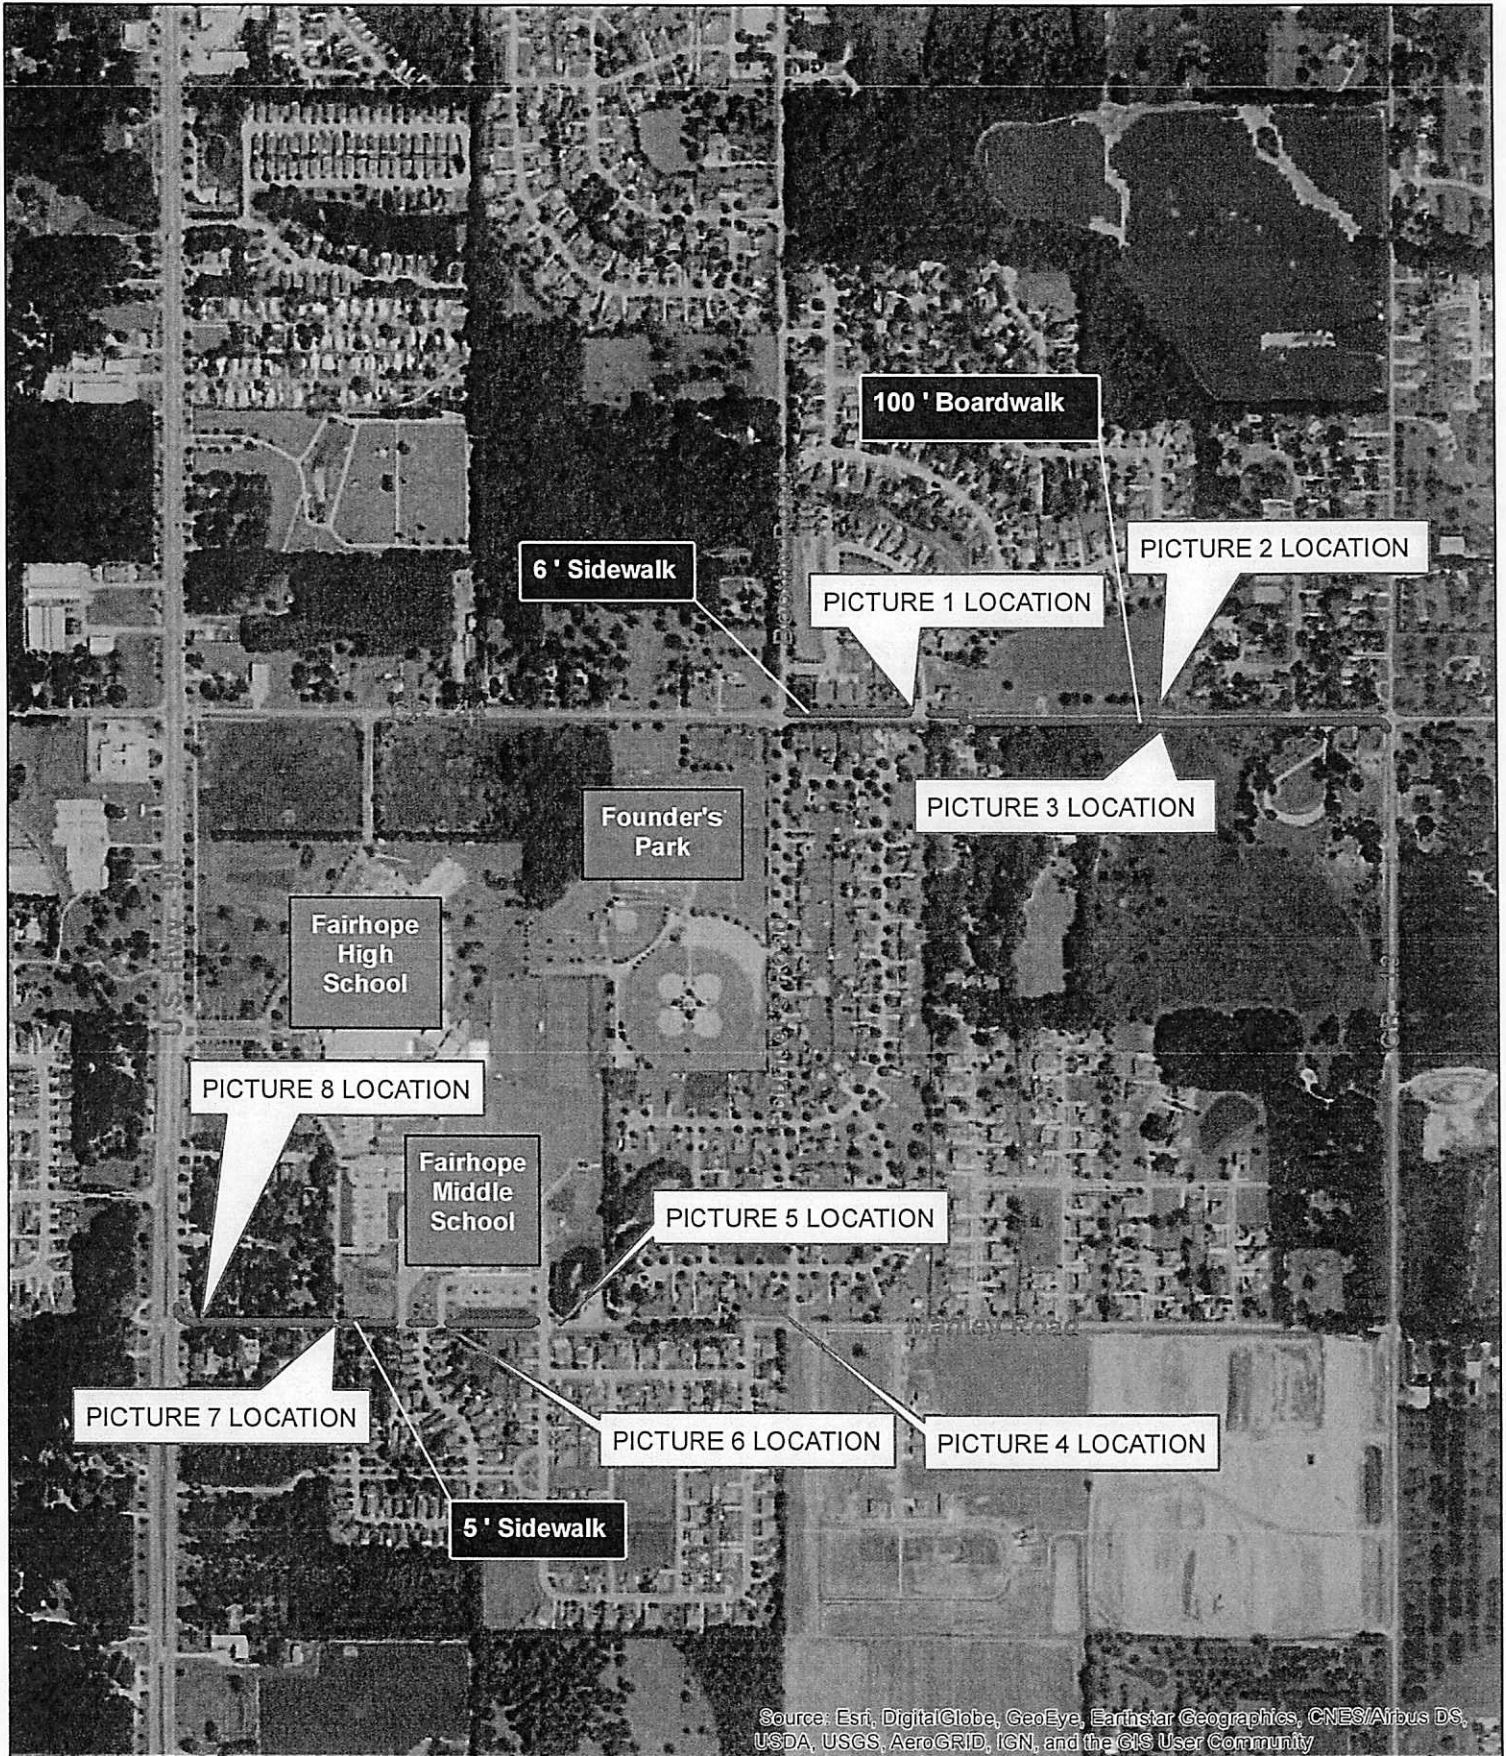 100 ' Boardwalk
PICTURE 2 LOCATION
6 ' Sidewalk
PICTURE 1 LOCATION
PICTURE 3 LOCATION
Founder's
Park
Fairhope
High
School
U.S. Hwy
PICTURE 8 LOCATION
Fairhope
Middle
School
PICTURE 5 LOCATION
Manley Road
PICTURE 7 LOCATION
PICTURE 6 LOCATION
PICTURE 4 LOCATION
5 ' Sidewalk
Source: Esri, DigitalGlobe, GeoEye, Earthstar Geographics, CNES/Airbus DS,
USDA, USGS, AeroGRID, IGN, and the GIS User Community